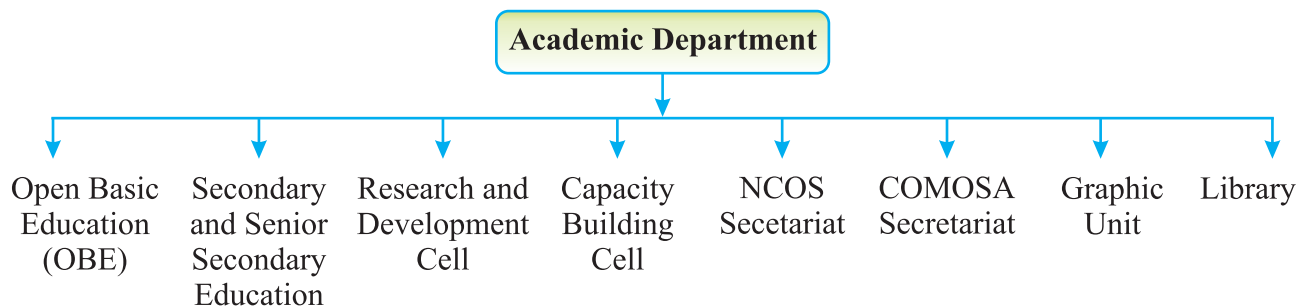 Academic Department
Open Basic
Education
(OBE)
Secondary
and Senior
Secondary
Education
Research and
Development
Cell
Capacity
Building
Cell
NCOS
Secetariat
COMOSA
Secretariat
Graphic
Unit
Library